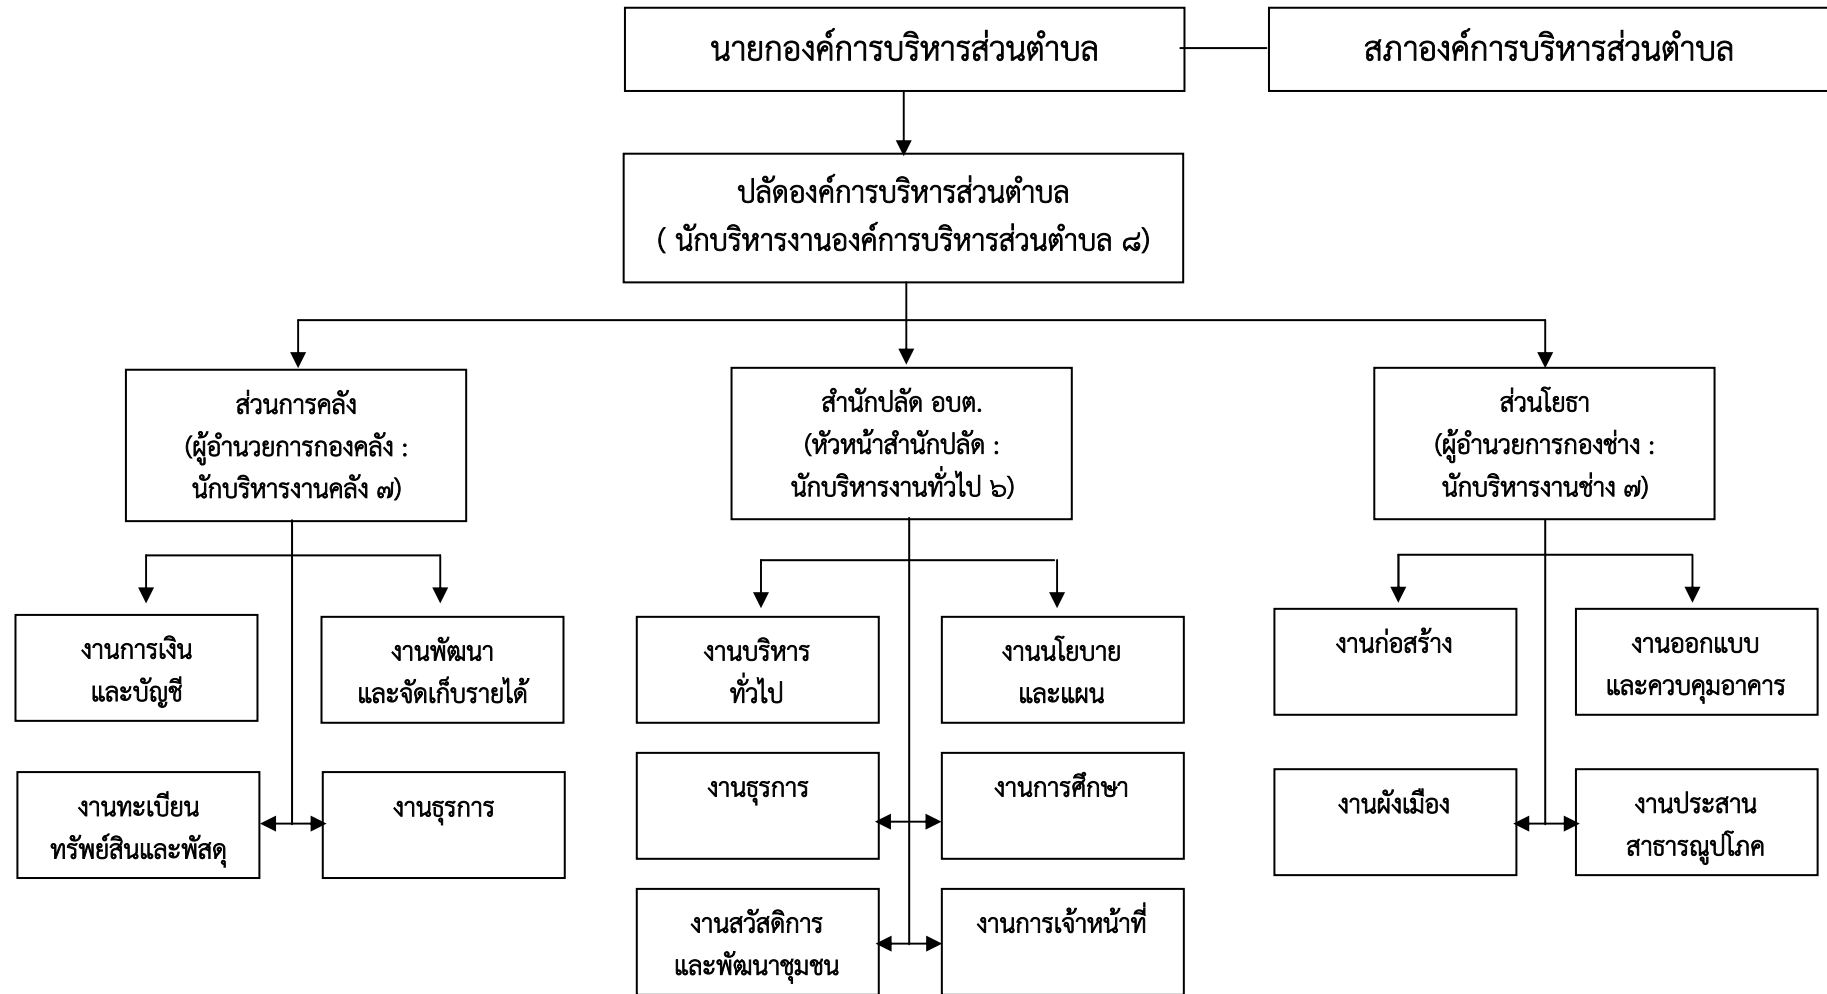 นายกองค์การบริหารส่วนตำบล
สภาองค์การบริหารส่วนตำบล
ปลัดองค์การบริหารส่วนตำบล
( นักบริหารงานองค์การบริหารส่วนตำบล ๘)
ส่วนการคลัง
(ผู้อำนวยการกองคลัง :
นักบริหารงานคลัง ๗)
สำนักปลัด อบต.
(หัวหน้าสำนักปลัด :
นักบริหารงานทั่วไป ๖)
ส่วนโยธา
(ผู้อำนวยการกองช่าง :
นักบริหารงานช่าง ๗)
งานการเงิน
และบัญชี
งานพัฒนา
และจัดเก็บรายได้
งานบริหาร
ทั่วไป
งานนโยบาย
และแผน
งานก่อสร้าง
งานออกแบบ
และควบคุมอาคาร
งานทะเบียน
ทรัพย์สินและพัสดุ
งานธุรการ
งานธุรการ
งานการศึกษา
งานผังเมือง
งานประสาน
สาธารณูปโภค
งานสวัสดิการ
และพัฒนาชุมชน
งานการเจ้าหน้าที่